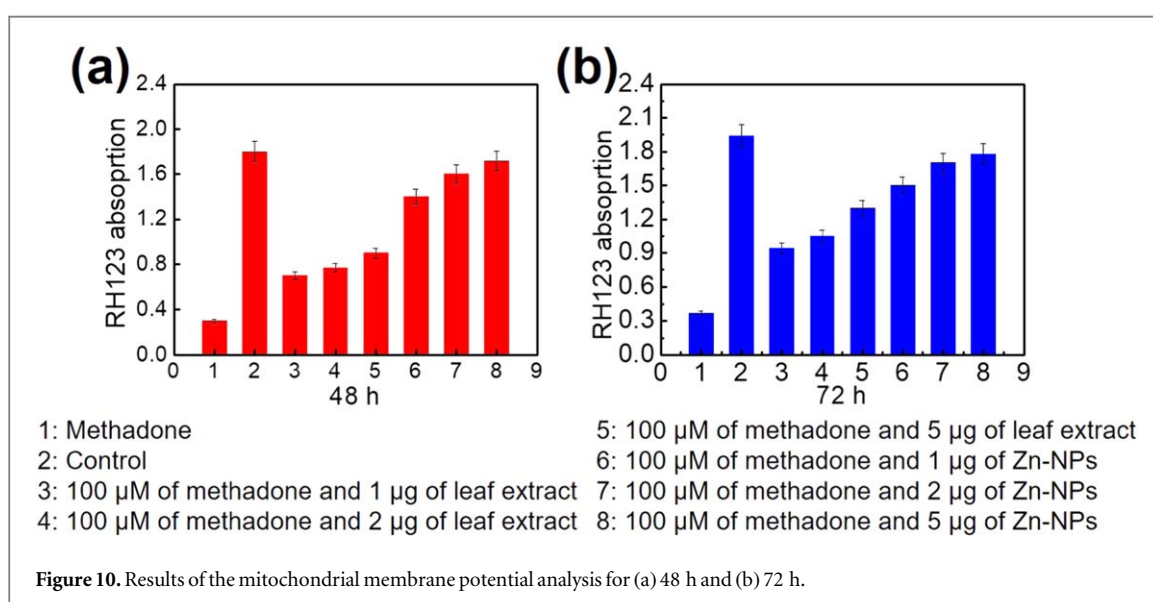 (a)
2.4
2.0
1.6
1.2
0.8
0.4
0.0
RH123 absoprtion
0 1 2 3 4 5 6 7 8 9
48 h
(b)
2.4
2.1
1.8
1.5
1.2
0.9
0.6
0.3
0.0
RH123 absorption
0 1 2 3 4 5 6 7 8 9
72 h
1: Methadone
2: Control
3: 100 µM of methadone and 1 µg of leaf extract
4: 100 µM of methadone and 2 µg of leaf extract
5: 100 µM of methadone and 5 µg of leaf extract
6: 100 µM of methadone and 1 µg of Zn-NPs
7: 100 µM of methadone and 2 µg of Zn-NPs
8: 100 µM of methadone and 5 µg of Zn-NPs
Figure 10. Results of the mitochondrial membrane potential analysis for (a) 48 h and (b) 72 h.